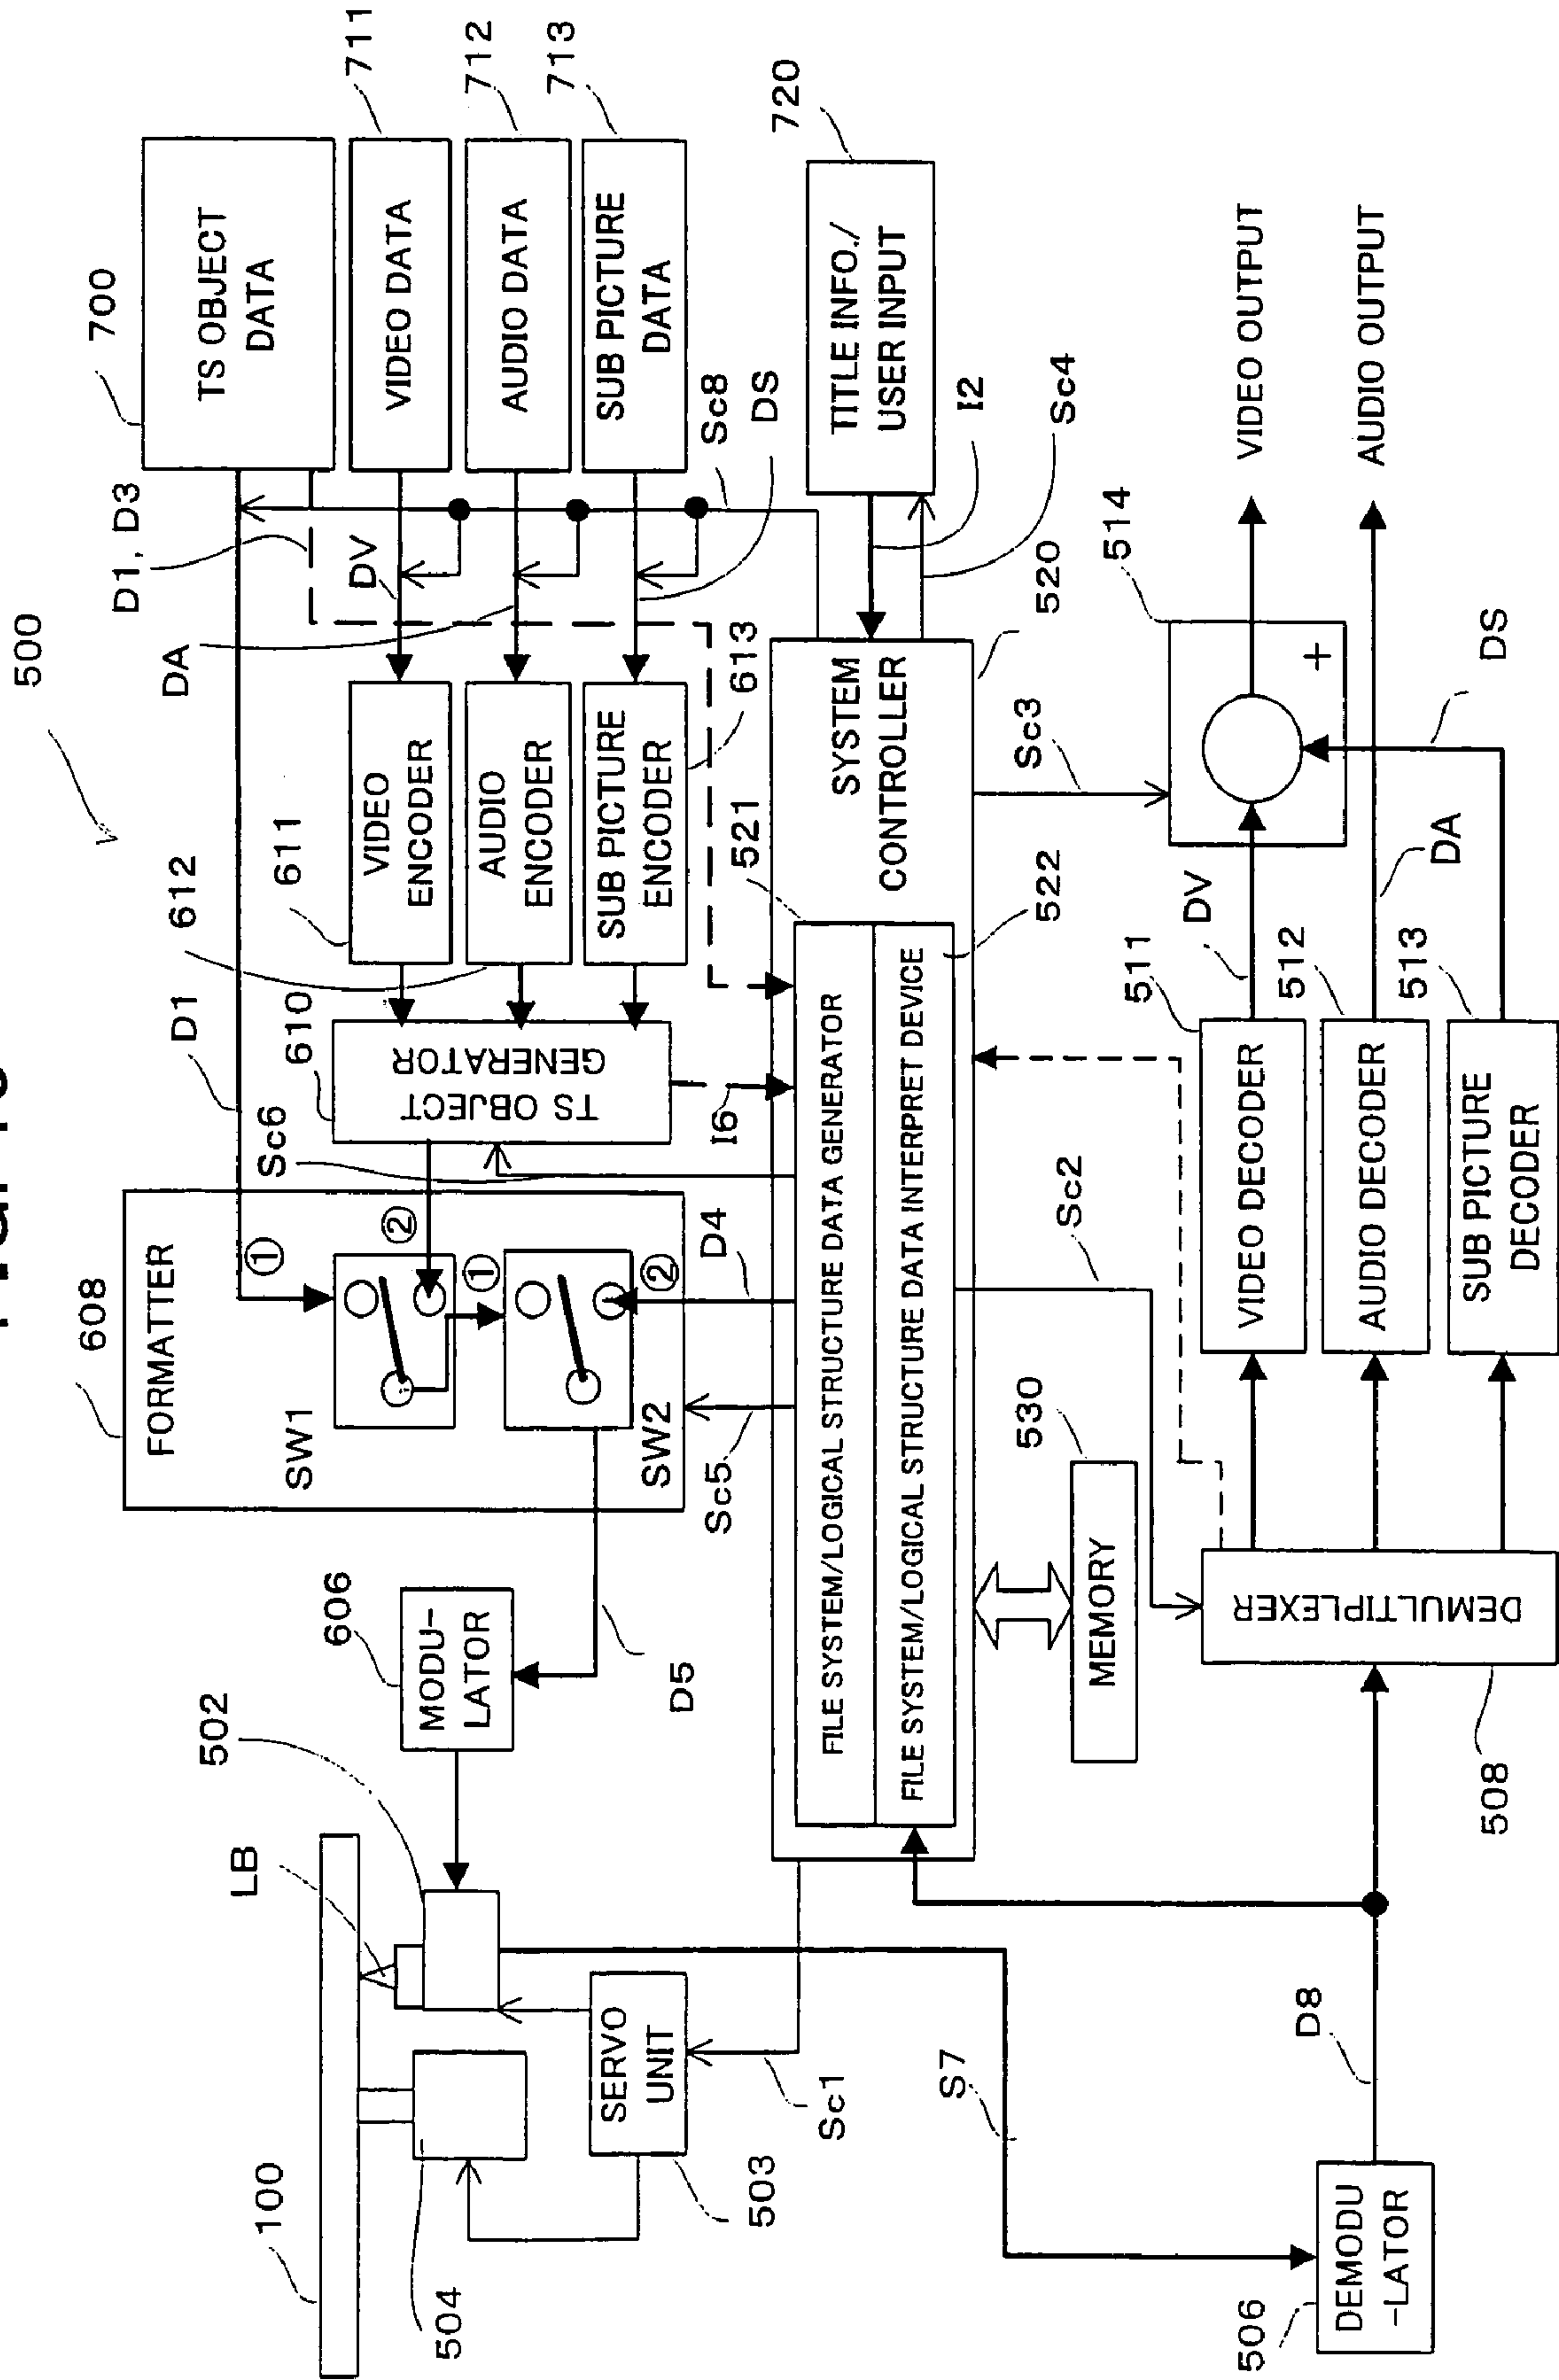 500
100
LB
502
504
503
SERVO
UNIT
Sc1
606
MODU-
LATOR
D5
608
FORMATTER
SW1
SW2
①
②
①
②
Sc5
D4
Sc6
D1
610
TS OBJECT
GENERATOR
I6
612
611
VIDEO
ENCODER
AUDIO
ENCODER
SUB PICTURE
ENCODER
613
DA
DV
D1, D3
700
TS OBJECT
DATA
VIDEO DATA
711
AUDIO DATA
712
SUB PICTURE
DATA
713
Sc8
DS
720
TITLE INFO./
USER INPUT
I2
Sc4
520
SYSTEM
CONTROLLER
521
522
FILE SYSTEM/LOGICAL STRUCTURE DATA GENERATOR
FILE SYSTEM/LOGICAL STRUCTURE DATA INTERPRET DEVICE
530
MEMORY
Sc2
Sc3
S7
506
DEMODU
-LATOR
D8
508
DEMULTIPLEXER
511
VIDEO DECODER
512
AUDIO DECODER
513
SUB PICTURE
DECODER
DV
DA
DS
514
+
VIDEO OUTPUT
AUDIO OUTPUT